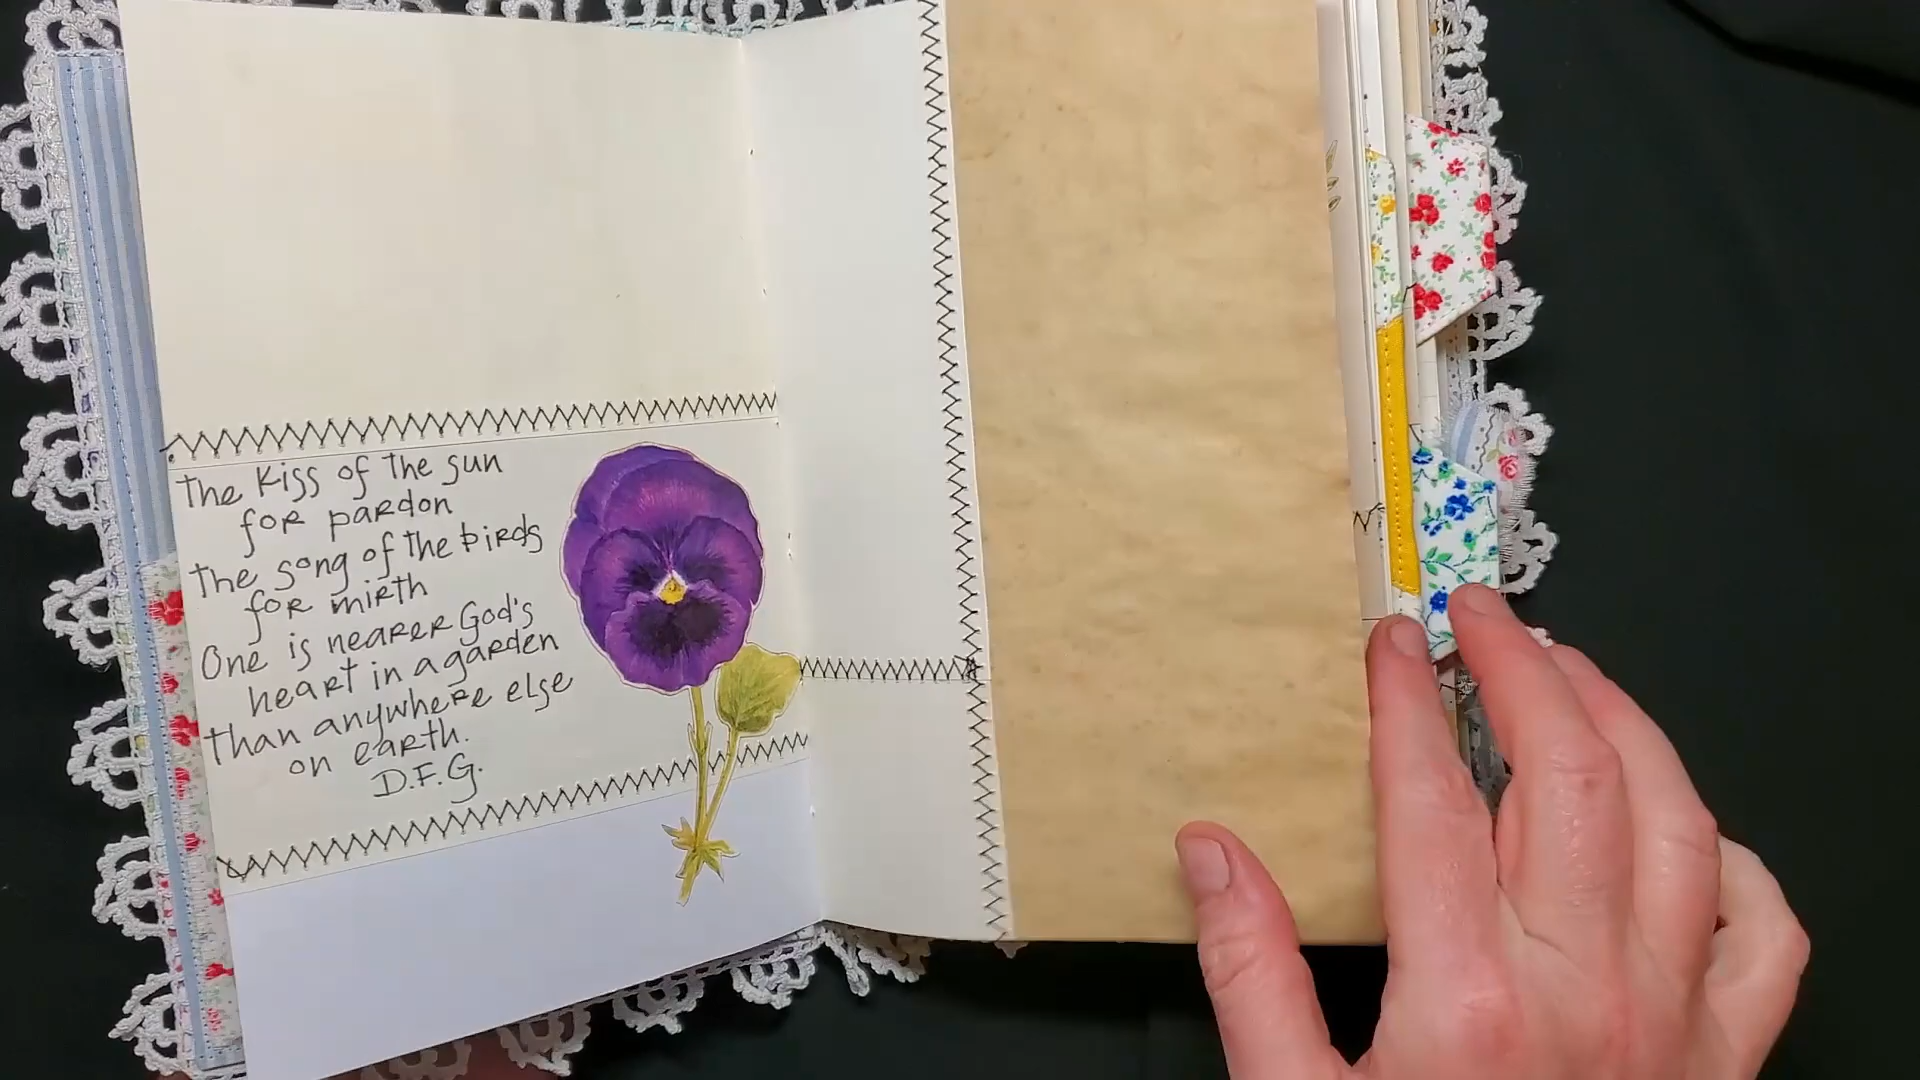 The Kiss of the sun
for pardon
The song of the birds
for mirth
One is nearer God's
heart in a garden
Than anywhere else
on earth.
D.F.G.